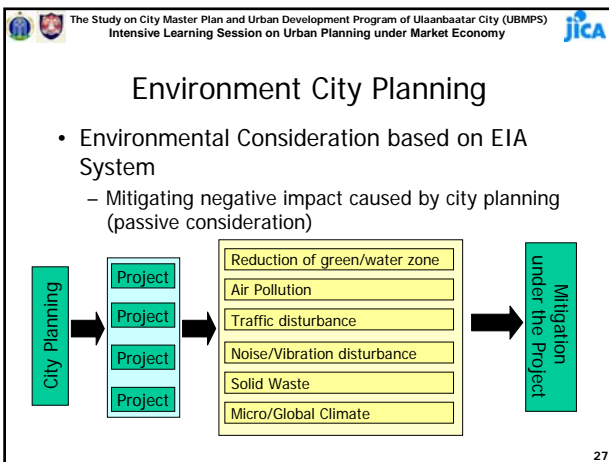 The Study on City Master Plan and Urban Development Program of Ulaanbaatar City (UBMPS)
Intensive Learning Session on Urban Planning under Market Economy
jica
Environment City Planning
• Environmental Consideration based on EIA
System
– Mitigating negative impact caused by city planning
(passive consideration)
City Planning
Project
Project
Project
Project
Reduction of green/water zone
Air Pollution
Traffic disturbance
Noise/Vibration disturbance
Solid Waste
Micro/Global Climate
Mitigation
under the Project
27